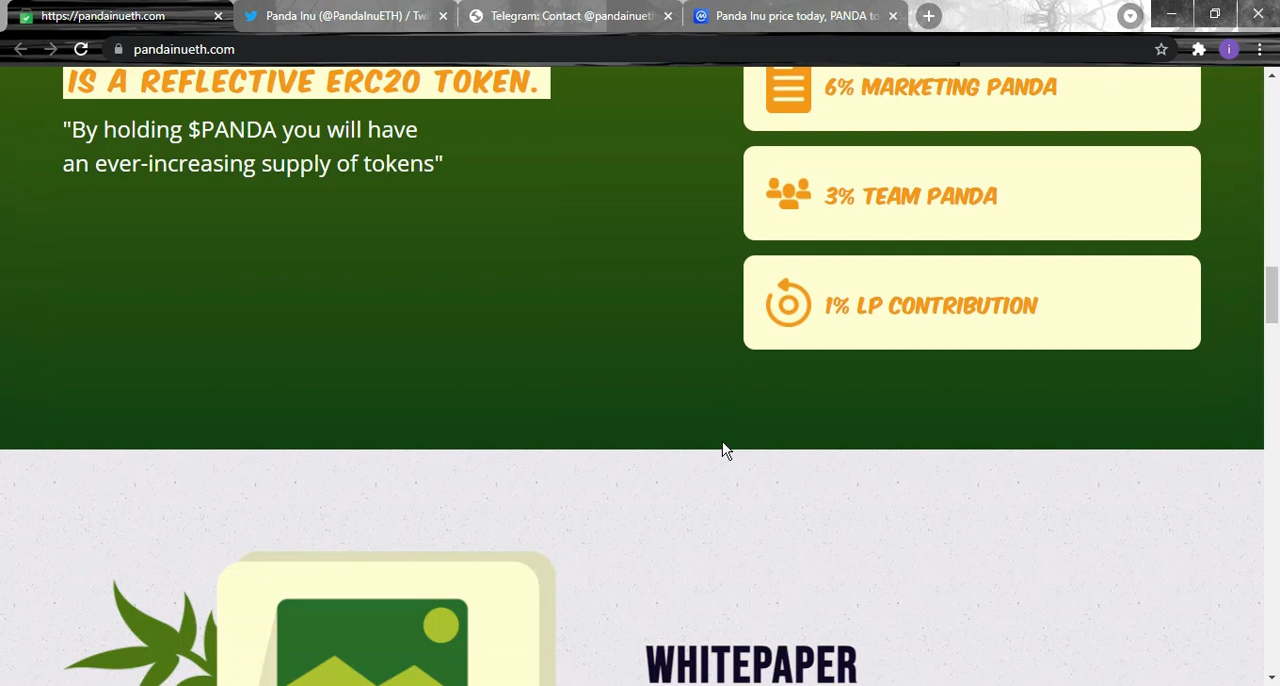 https://pandainueth.com
Panda Inu (@PandaInuETH) / Twi
Telegram: Contact @pandainueth
Panda Inu price today, PANDA to
pandainueth.com
i
IS A REFLECTIVE ERC20 TOKEN.
"By holding $PANDA you will have
an ever-increasing supply of tokens"
6% MARKETING PANDA
3% TEAM PANDA
1% LP CONTRIBUTION
WHITEPAPER